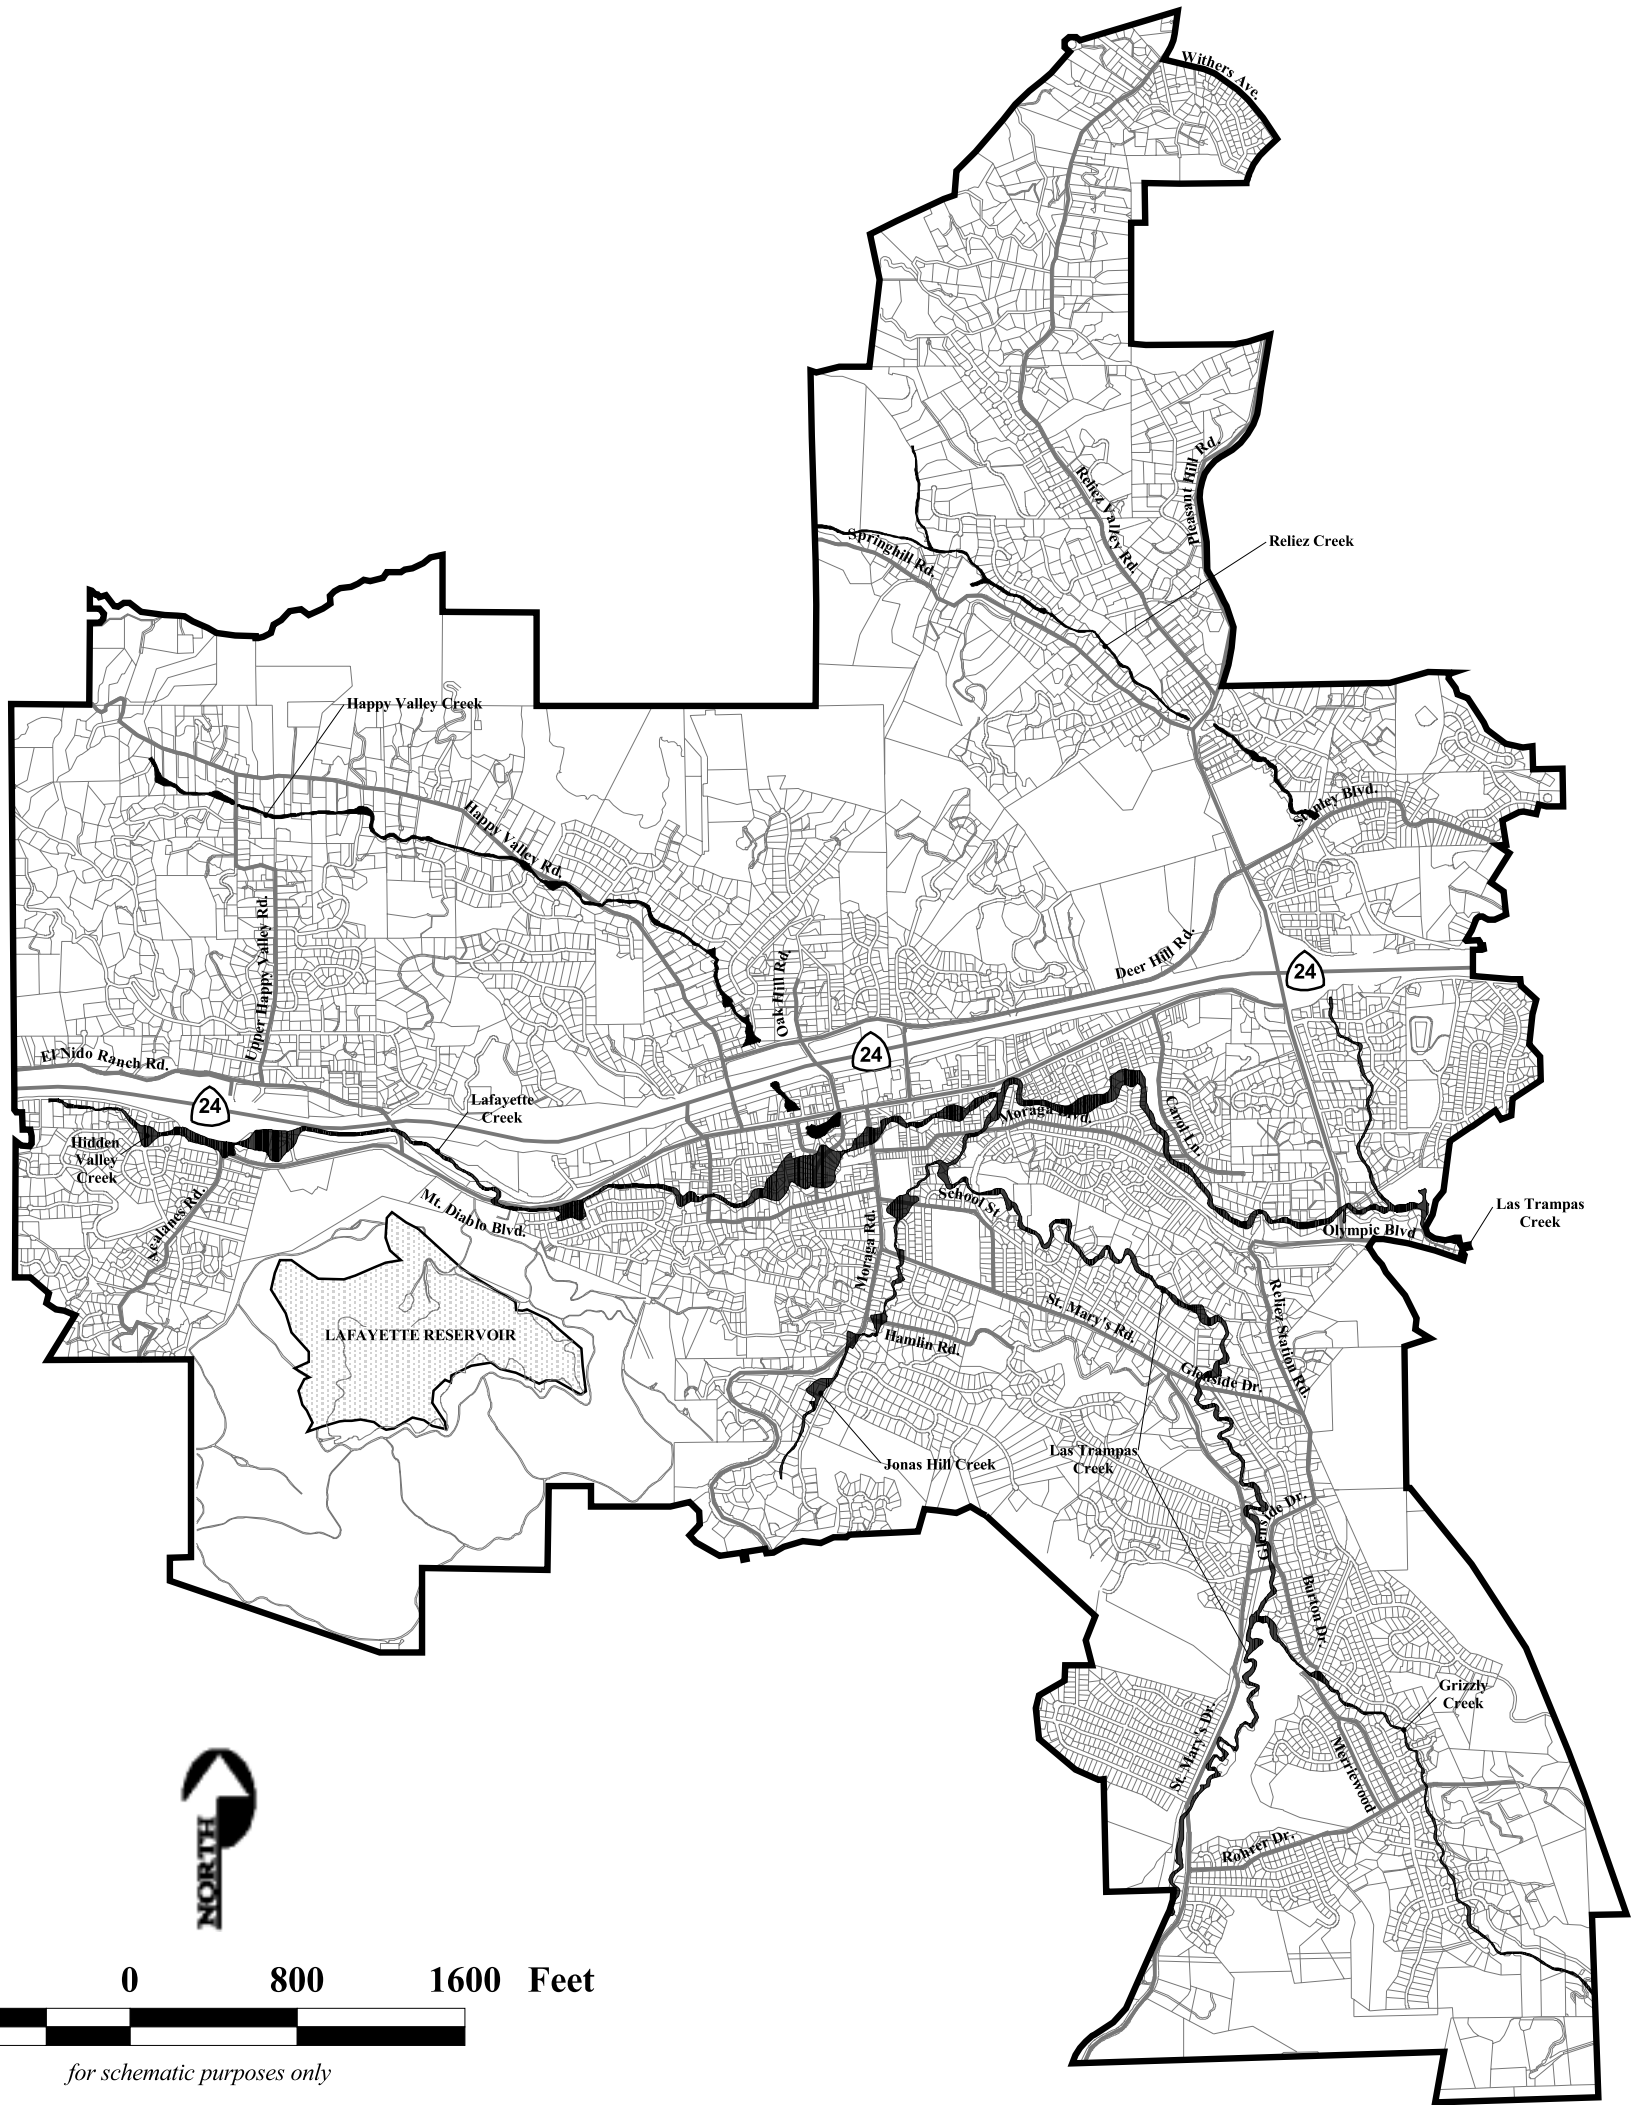 Withers Ave.
Pleasant Hill Rd.
Reliez Valley Rd.
Springhill Rd.
Reliez Creek
Happy Valley Creek
Happy Valley Rd.
Stanley Blvd.
Upper Happy Valley Rd.
Oak Hill Rd.
Deer Hill Rd.
24
El Nido Ranch Rd.
24
24
Lafayette
Creek
Moraga Blvd.
Carol Ln.
Hidden
Valley
Creek
Acalanes Rd.
Mt. Diablo Blvd.
School St
Las Trampas
Creek
Olympic Blvd
Moraga Rd.
LAFAYETTE RESERVOIR
St. Mary's Rd.
Reliez Station Rd.
Hamlin Rd.
Glenside Dr.
Las Trampas
Creek
Jonas Hill Creek
Glenside Dr.
Burton Dr.
Grizzly
Creek
St. Mary's Dr.
Merriewood
Rohrer Dr.
NORTH
0 800 1600 Feet
for schematic purposes only